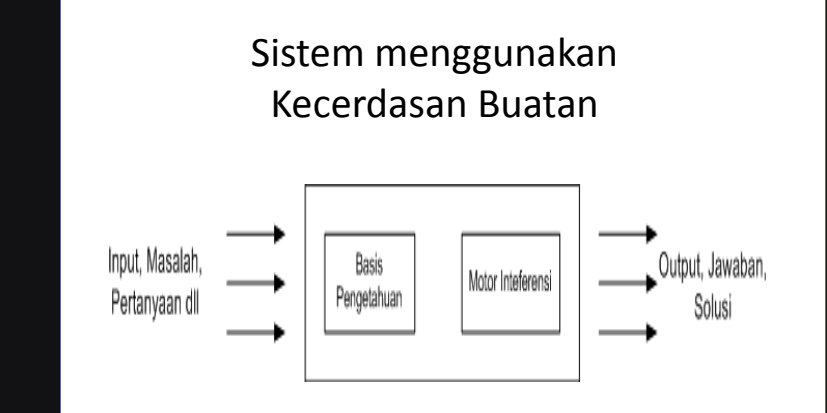 Sistem menggunakan
Kecerdasan Buatan
Input, Masalah,
Pertanyaan dll
Basis
Pengetahuan
Motor Inteferensi
Output, Jawaban,
Solusi